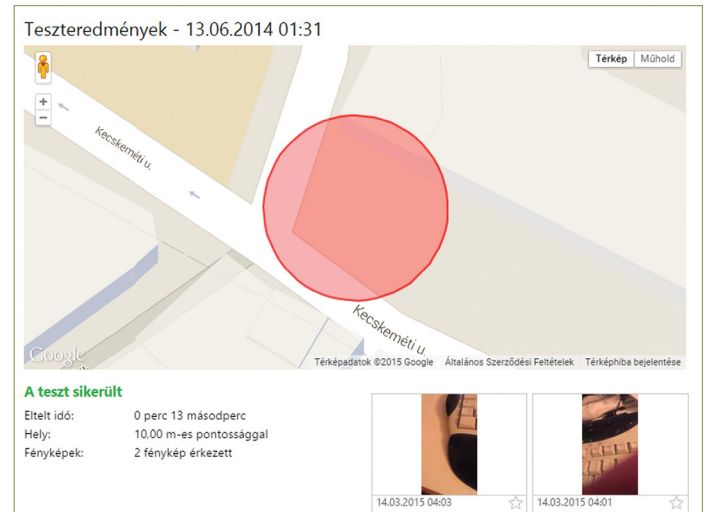 Teszteredmények - 13.06.2014 01:31
Térkép Műhold
+
−
Kecskeméti u.
Kecskeméti u.
Google
Térképadatok ©2015 Google Általános Szerződési Feltételek Térképhiba bejelentése
A teszt sikerült
Eltelt idő: 0 perc 13 másodperc
Hely: 10,00 m-es pontossággal
Fényképek: 2 fénykép érkezett
14.03.2015 04:03
14.03.2015 04:01